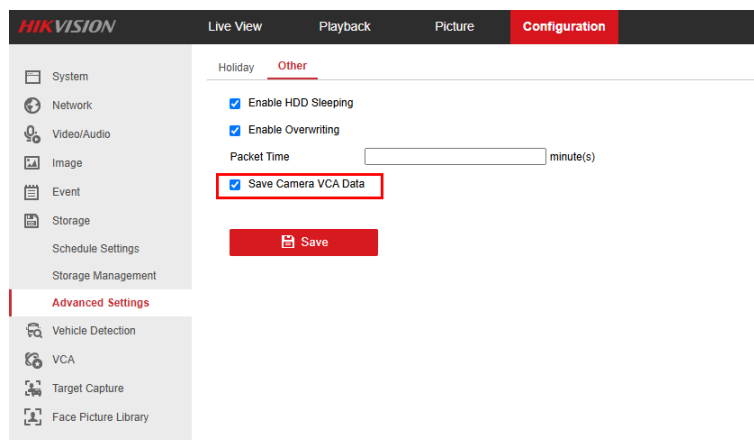 HIKVISION Live View Playback Picture Configuration
Holiday Other
System
Network
Video/Audio
Image
Event
Storage
Schedule Settings
Storage Management
Advanced Settings
Vehicle Detection
VCA
Target Capture
Face Picture Library
Enable HDD Sleeping
Enable Overwriting
Packet Time minute(s)
Save Camera VCA Data
Save